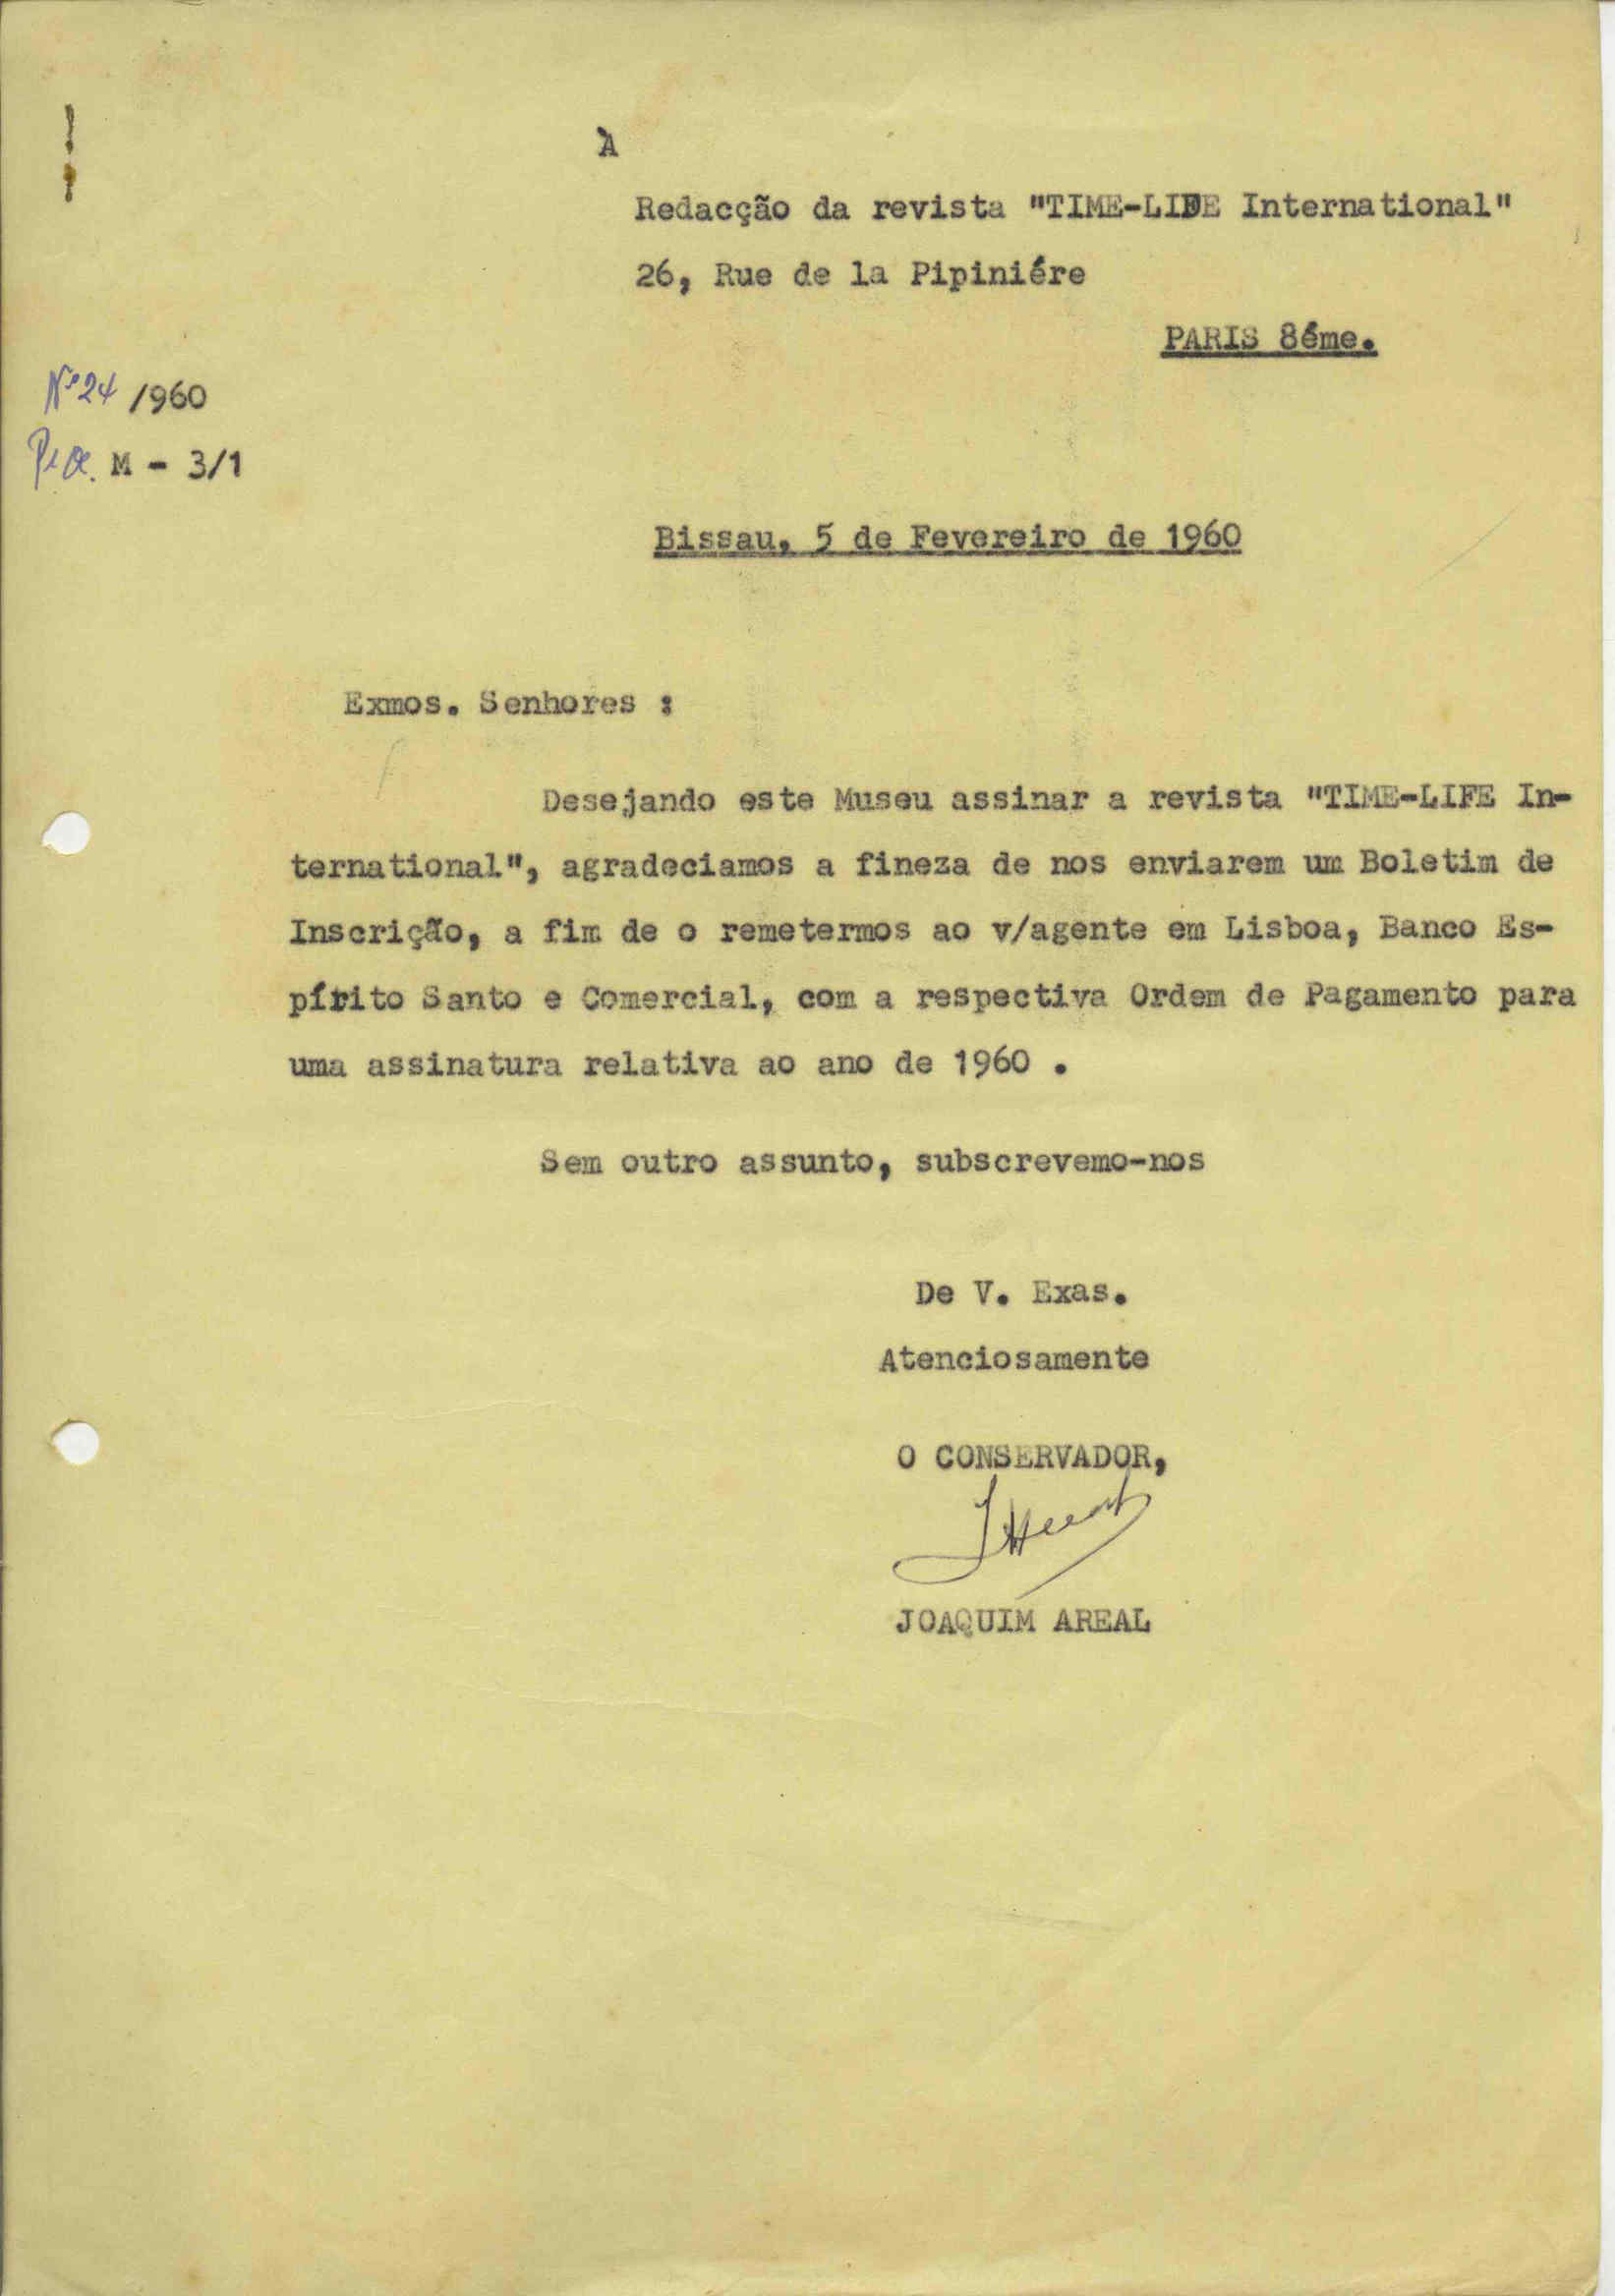 À
Redacção da revista "TIME-LIFE International"
26, Rue de la Pipiniére
PARIS 8éme.
Nº 24 /960
M - 3/1
Bissau, 5 de Fevereiro de 1960
Exmos. Senhores :
Desejando este Museu assinar a revista "TIME-LIFE In-
ternational", agradeciamos a fineza de nos enviarem um Boletim de
Inscrição, a fim de o remetermos ao v/agente em Lisboa, Banco Es-
pírito Santo e Comercial, com a respectiva Ordem de Pagamento para
uma assinatura relativa ao ano de 1960 .
Sem outro assunto, subscrevemo-nos
De V. Exas.
Atenciosamente
O CONSERVADOR,
JOAQUIM AREAL